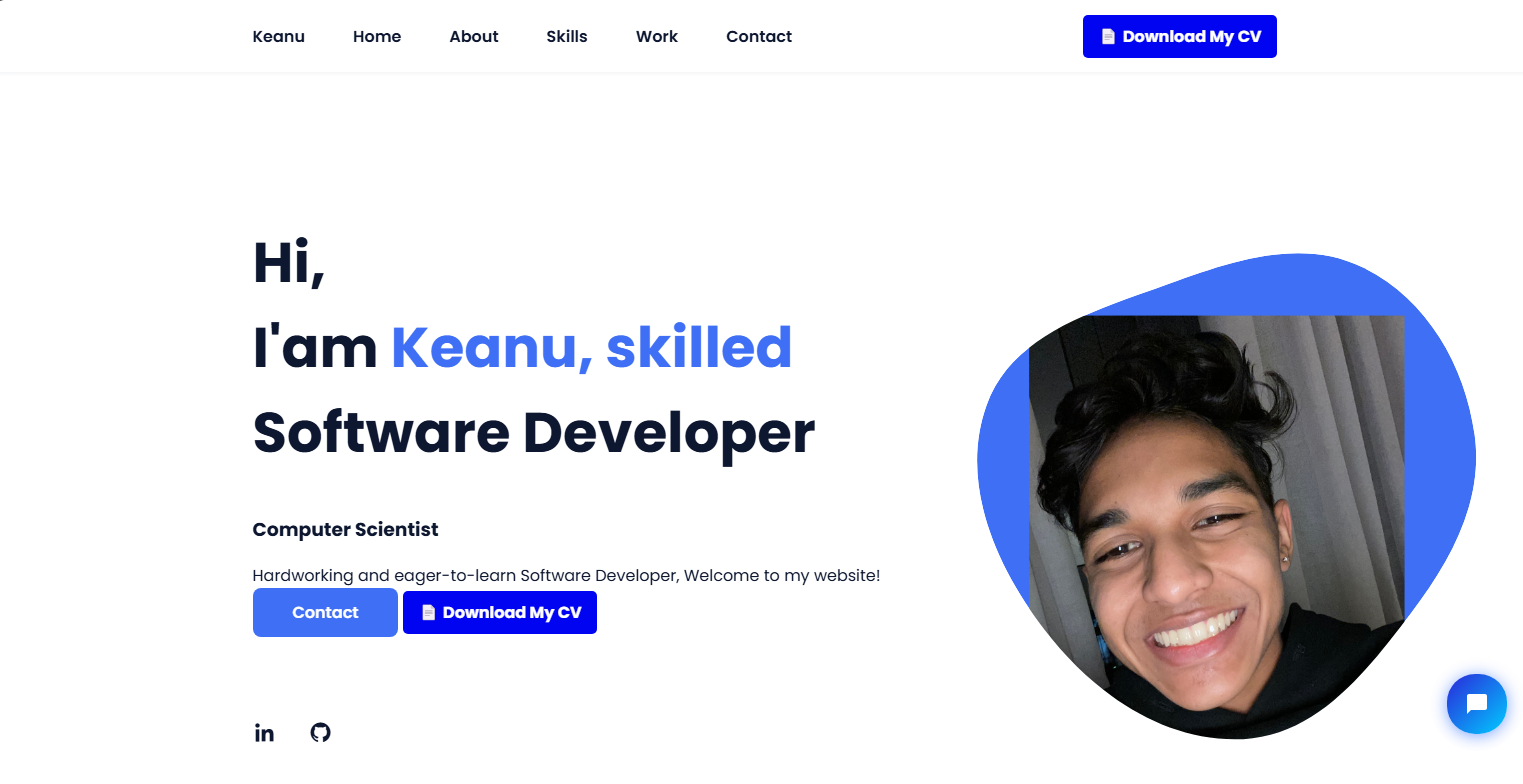 Keanu Home About Skills Work Contact 📄 Download My CV
Hi,
I'am Keanu, skilled
Software Developer
Computer Scientist
Hardworking and eager-to-learn Software Developer, Welcome to my website!
Contact 📄 Download My CV
in